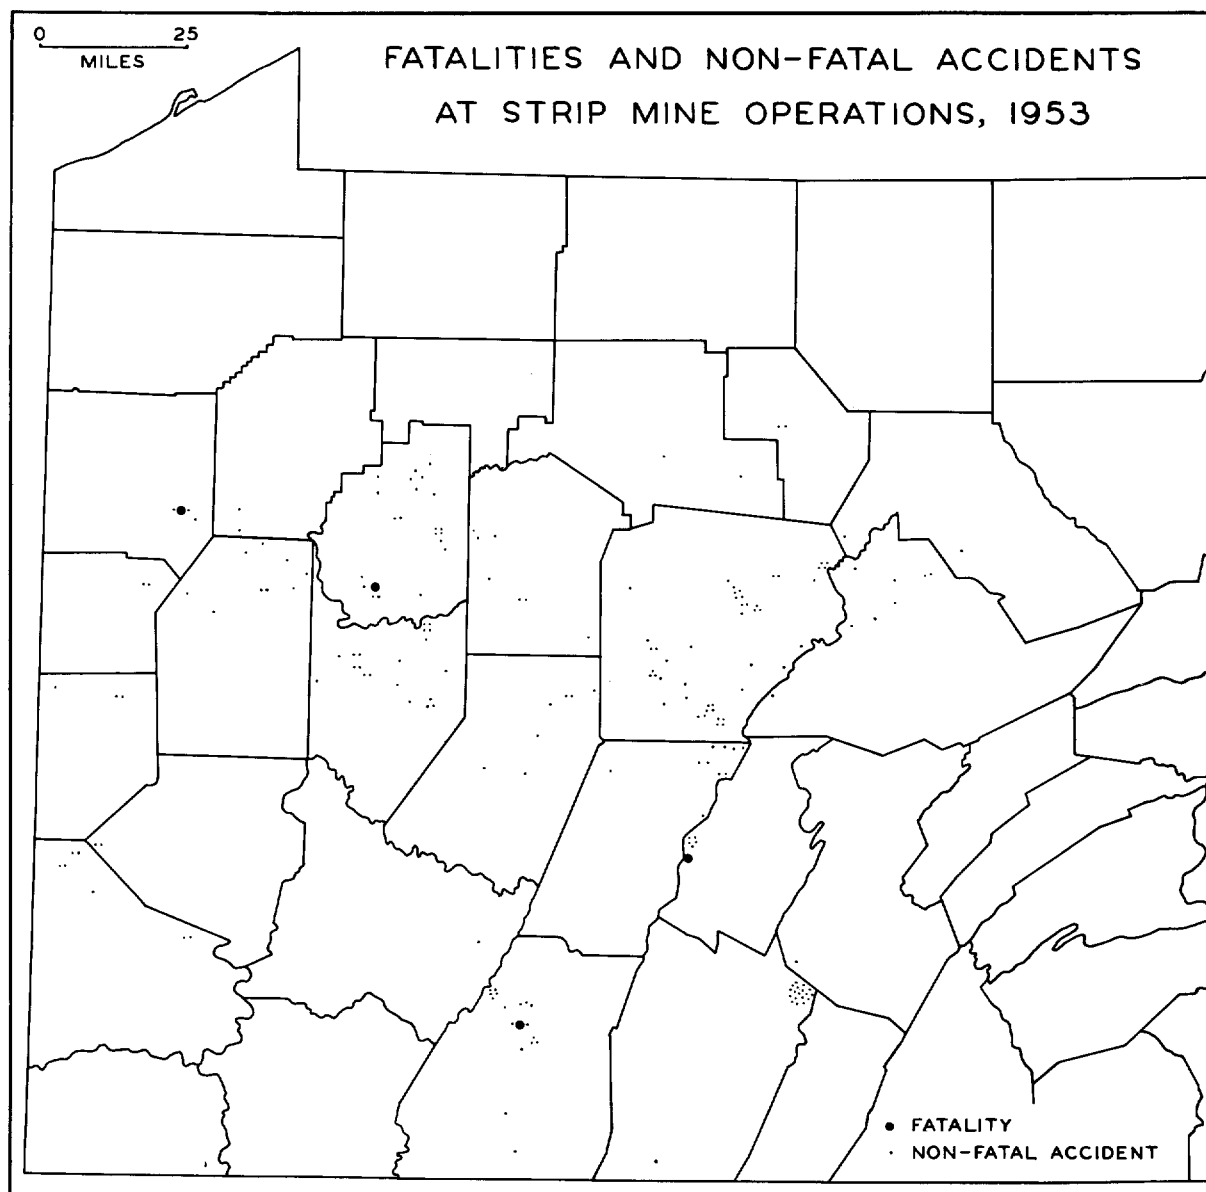 0 25
MILES
FATALITIES AND NON-FATAL ACCIDENTS
AT STRIP MINE OPERATIONS, 1953
FATALITY
NON-FATAL ACCIDENT